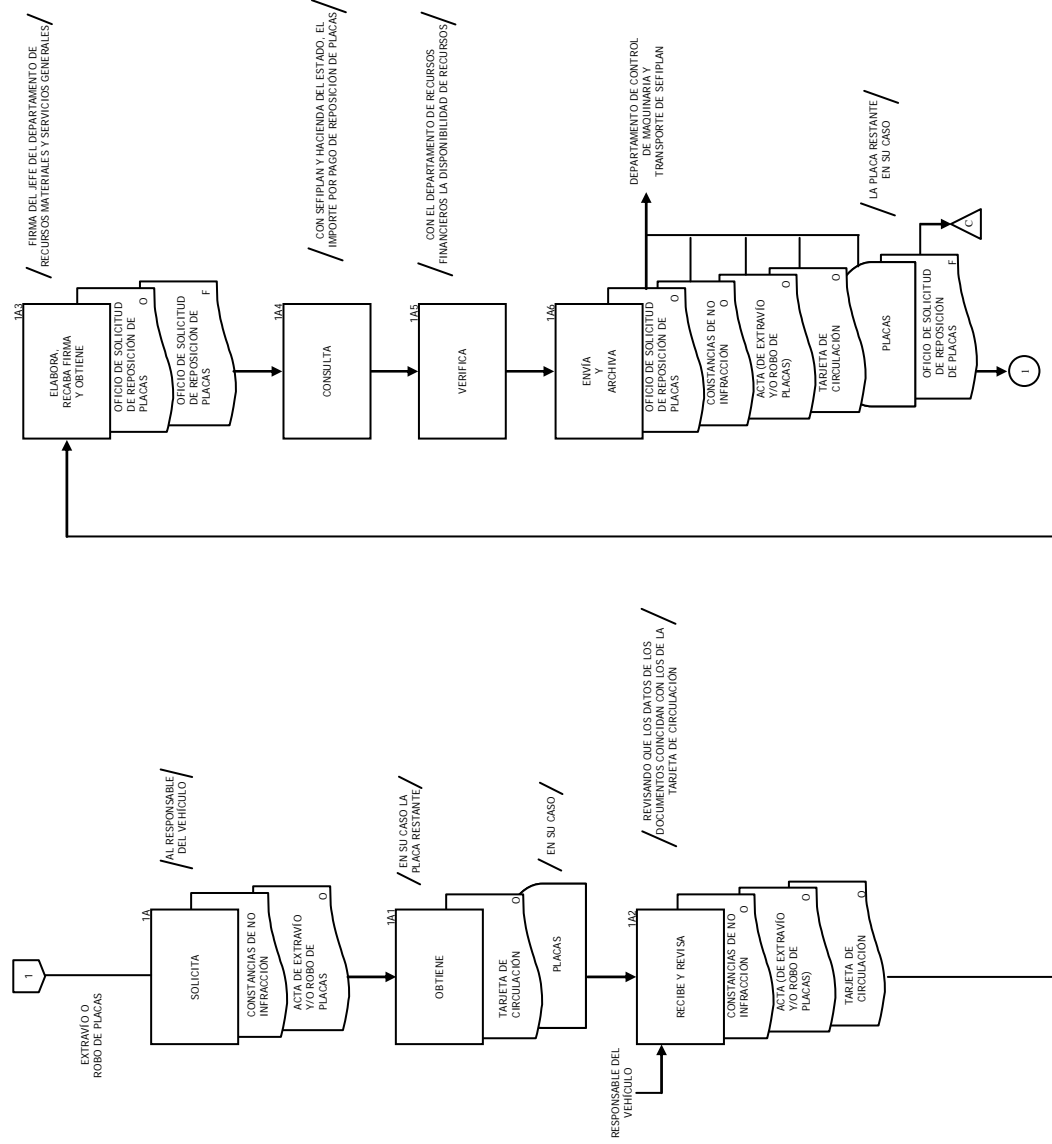 1
EXTRAVÍO O
ROBO DE PLACAS
1A
SOLICITA
AL RESPONSABLE
DEL VEHÍCULO
CONSTANCIAS DE NO
INFRACCIÓN
O
ACTA DE EXTRAVÍO
Y/O ROBO DE
PLACAS
O
1A1
OBTIENE
EN SU CASO LA
PLACA RESTANTE
TARJETA DE
CIRCULACIÓN
O
PLACAS
EN SU CASO
RESPONSABLE DEL
VEHÍCULO
1A2
RECIBE Y REVISA
REVISANDO QUE LOS DATOS DE LOS
DOCUMENTOS COINCIDAN CON LOS DE LA
TARJETA DE CIRCULACIÓN
CONSTANCIAS DE NO
INFRACCIÓN
O
ACTA (DE EXTRAVÍO
Y/O ROBO DE
PLACAS)
O
TARJETA DE
CIRCULACIÓN
O
1A3
ELABORA,
RECABA FIRMA
Y OBTIENE
FIRMA DEL JEFE DEL DEPARTAMENTO DE
RECURSOS MATERIALES Y SERVICIOS GENERALES
OFICIO DE SOLICITUD
DE REPOSICIÓN DE
PLACAS
O
OFICIO DE SOLICITUD
DE REPOSICIÓN DE
PLACAS
F
1A4
CONSULTA
CON SEFIPLAN Y HACIENDA DEL ESTADO, EL
IMPORTE POR PAGO DE REPOSICIÓN DE PLACAS
1A5
VERIFICA
CON EL DEPARTAMENTO DE RECURSOS
FINANCIEROS LA DISPONIBILIDAD DE RECURSOS
1A6
ENVÍA
Y
ARCHIVA
OFICIO DE SOLICITUD
DE REPOSICIÓN DE
PLACAS
O
DEPARTAMENTO DE CONTROL
DE MAQUINARIA Y
TRANSPORTE DE SEFIPLAN
CONSTANCIAS DE NO
INFRACCIÓN
O
ACTA (DE EXTRAVÍO
Y/O ROBO DE
PLACAS)
O
TARJETA DE
CIRCULACIÓN
O
PLACAS
LA PLACA RESTANTE
EN SU CASO
OFICIO DE SOLICITUD
DE REPOSICIÓN
DE PLACAS
F
C
1